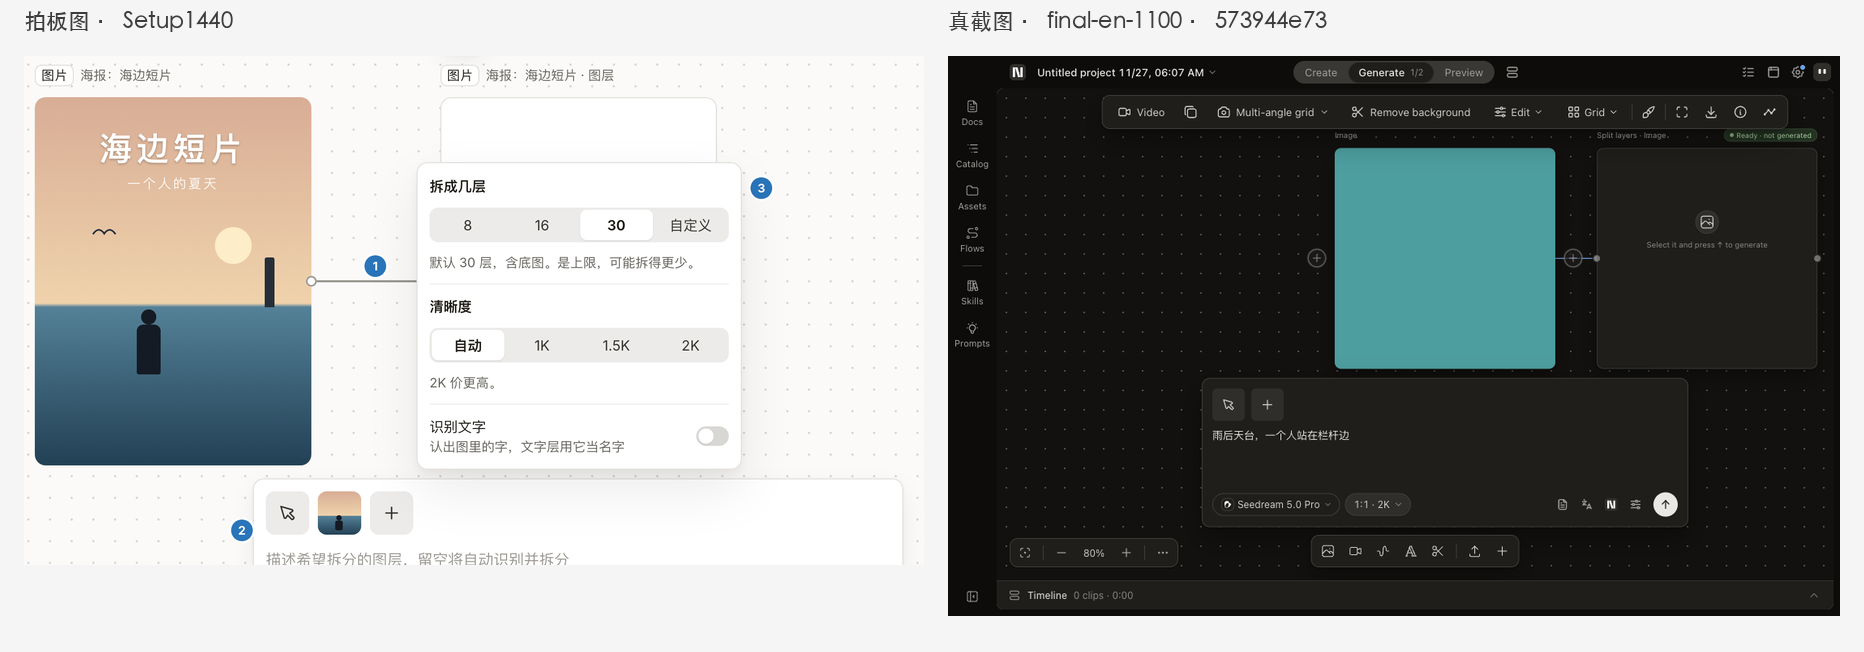 拍板图 · Setup1440
图片 海报：海边短片
图片 海报：海边短片 · 图层
海边短片
一个人的夏天
1
拆成几层
3
8 16 30 自定义
默认 30 层，含底图。是上限，可能拆得更少。
清晰度
自动 1K 1.5K 2K
2K 价更高。
识别文字
认出图里的字，文字层用它当名字
2
描述希望拆分的图层，留空将自动识别并拆分
真截图 · final-en-1100 · 573944e73
N Untitled project 11/27, 06:07 AM
Create Generate 1/2 Preview
Docs
Catalog
Assets
Flows
Skills
Prompts
Video Multi-angle grid Remove background Edit Grid
Image
Split layers · Image
Ready · not generated
Select it and press ↑ to generate
雨后天台，一个人站在栏杆边
Seedream 5.0 Pro 1:1 · 2K N
80%
Timeline 0 clips · 0:00